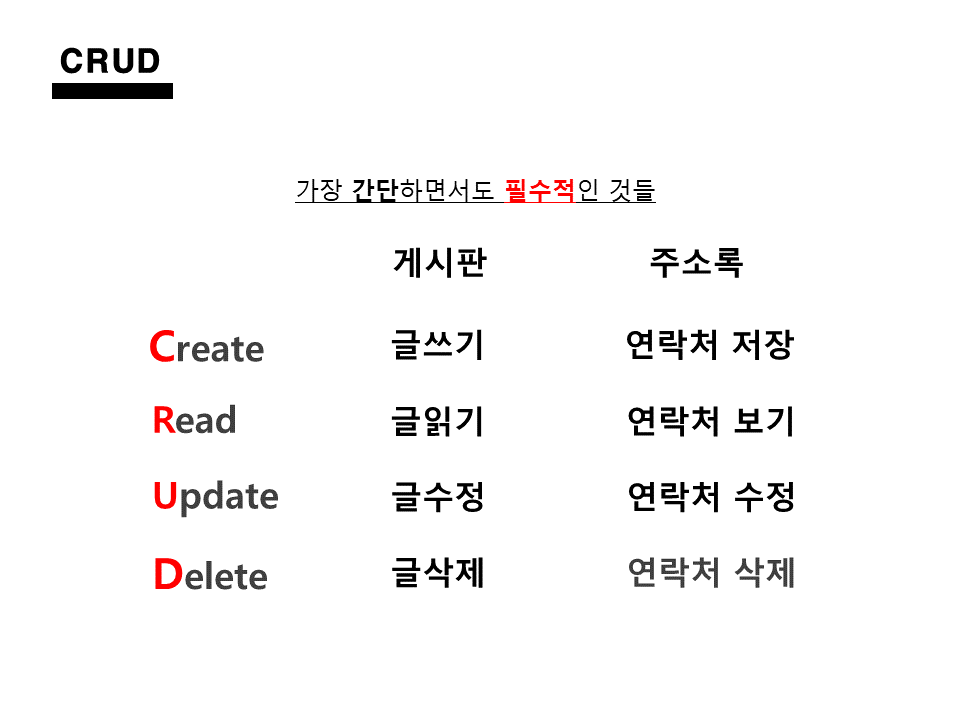 CRUD
가장 간단하면서도 필수적인 것들
게시판 주소록
Create 글쓰기 연락처 저장
Read 글읽기 연락처 보기
Update 글수정 연락처 수정
Delete 글삭제 연락처 삭제